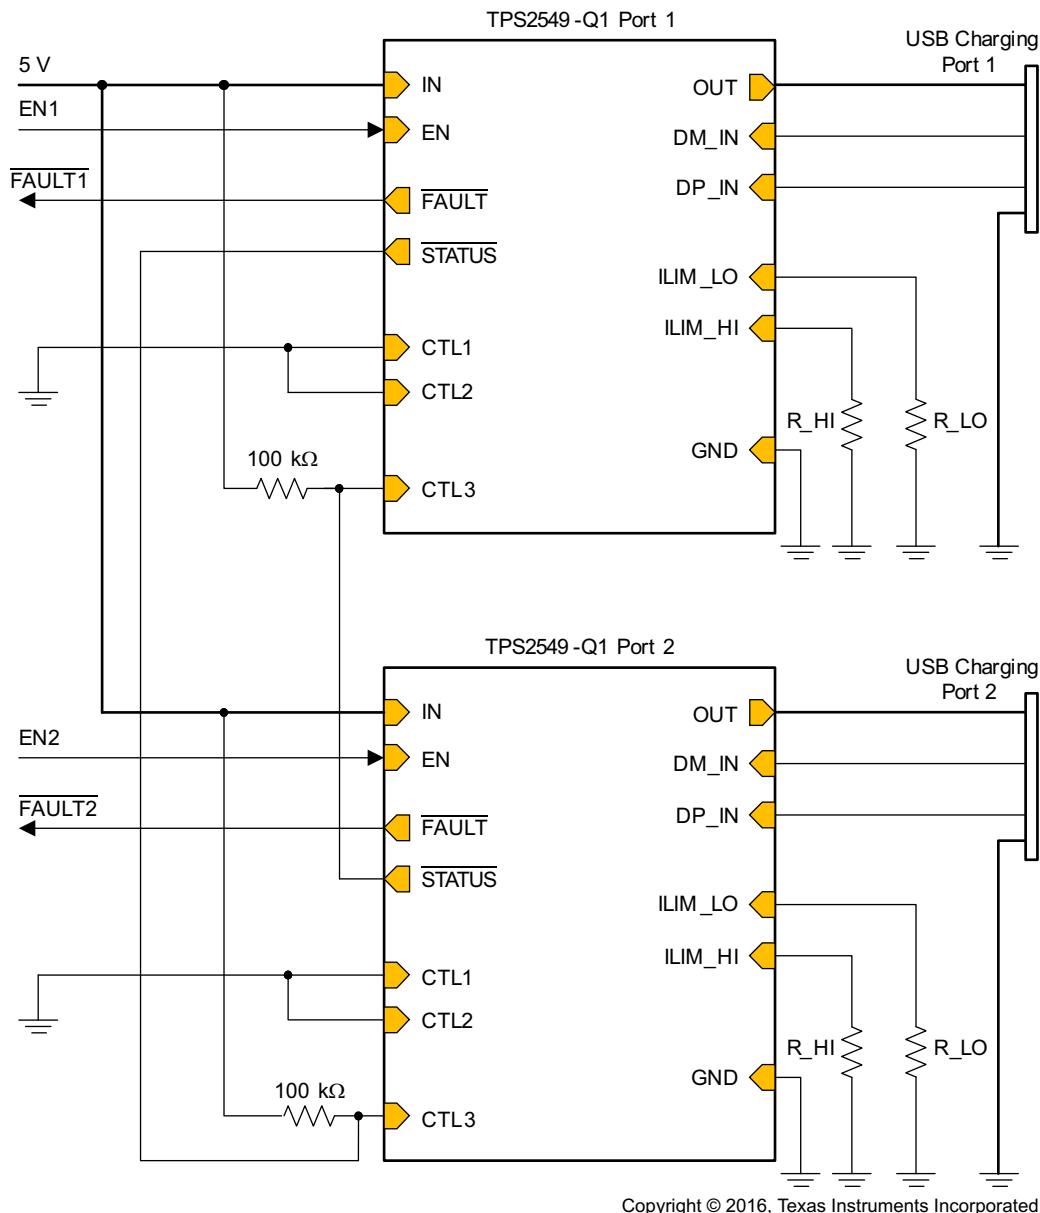 TPS2549-Q1 Port 1
USB Charging
Port 1
5 V
IN
OUT
EN1
EN
DM_IN
FAULT1
FAULT
DP_IN
STATUS
ILIM_LO
ILIM_HI
CTL1
CTL2
R_HI
R_LO
GND
100 kΩ
CTL3
TPS2549-Q1 Port 2
USB Charging
Port 2
IN
OUT
EN2
EN
DM_IN
FAULT2
FAULT
DP_IN
STATUS
ILIM_LO
ILIM_HI
CTL1
CTL2
R_HI
R_LO
GND
100 kΩ
CTL3
Copyright © 2016, Texas Instruments Incorporated